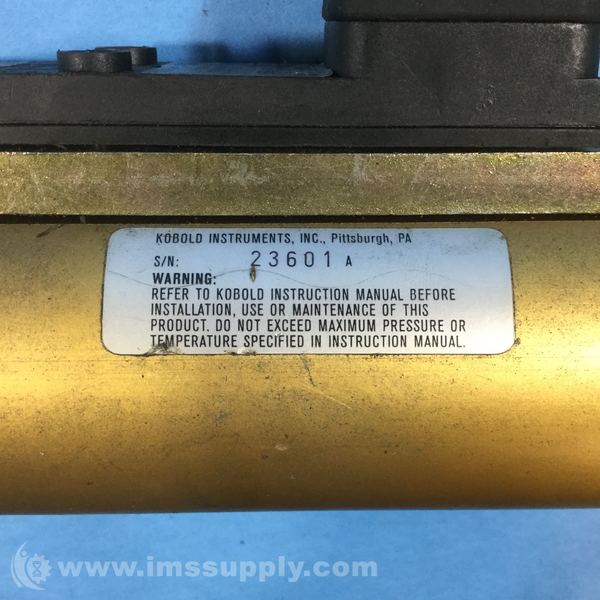 KOBOLD INSTRUMENTS, INC., Pittsburgh, PA
S/N: 23601 A
WARNING:
REFER TO KOBOLD INSTRUCTION MANUAL BEFORE
INSTALLATION, USE OR MAINTENANCE OF THIS
PRODUCT. DO NOT EXCEED MAXIMUM PRESSURE OR
TEMPERATURE SPECIFIED IN INSTRUCTION MANUAL.
www.imssupply.com